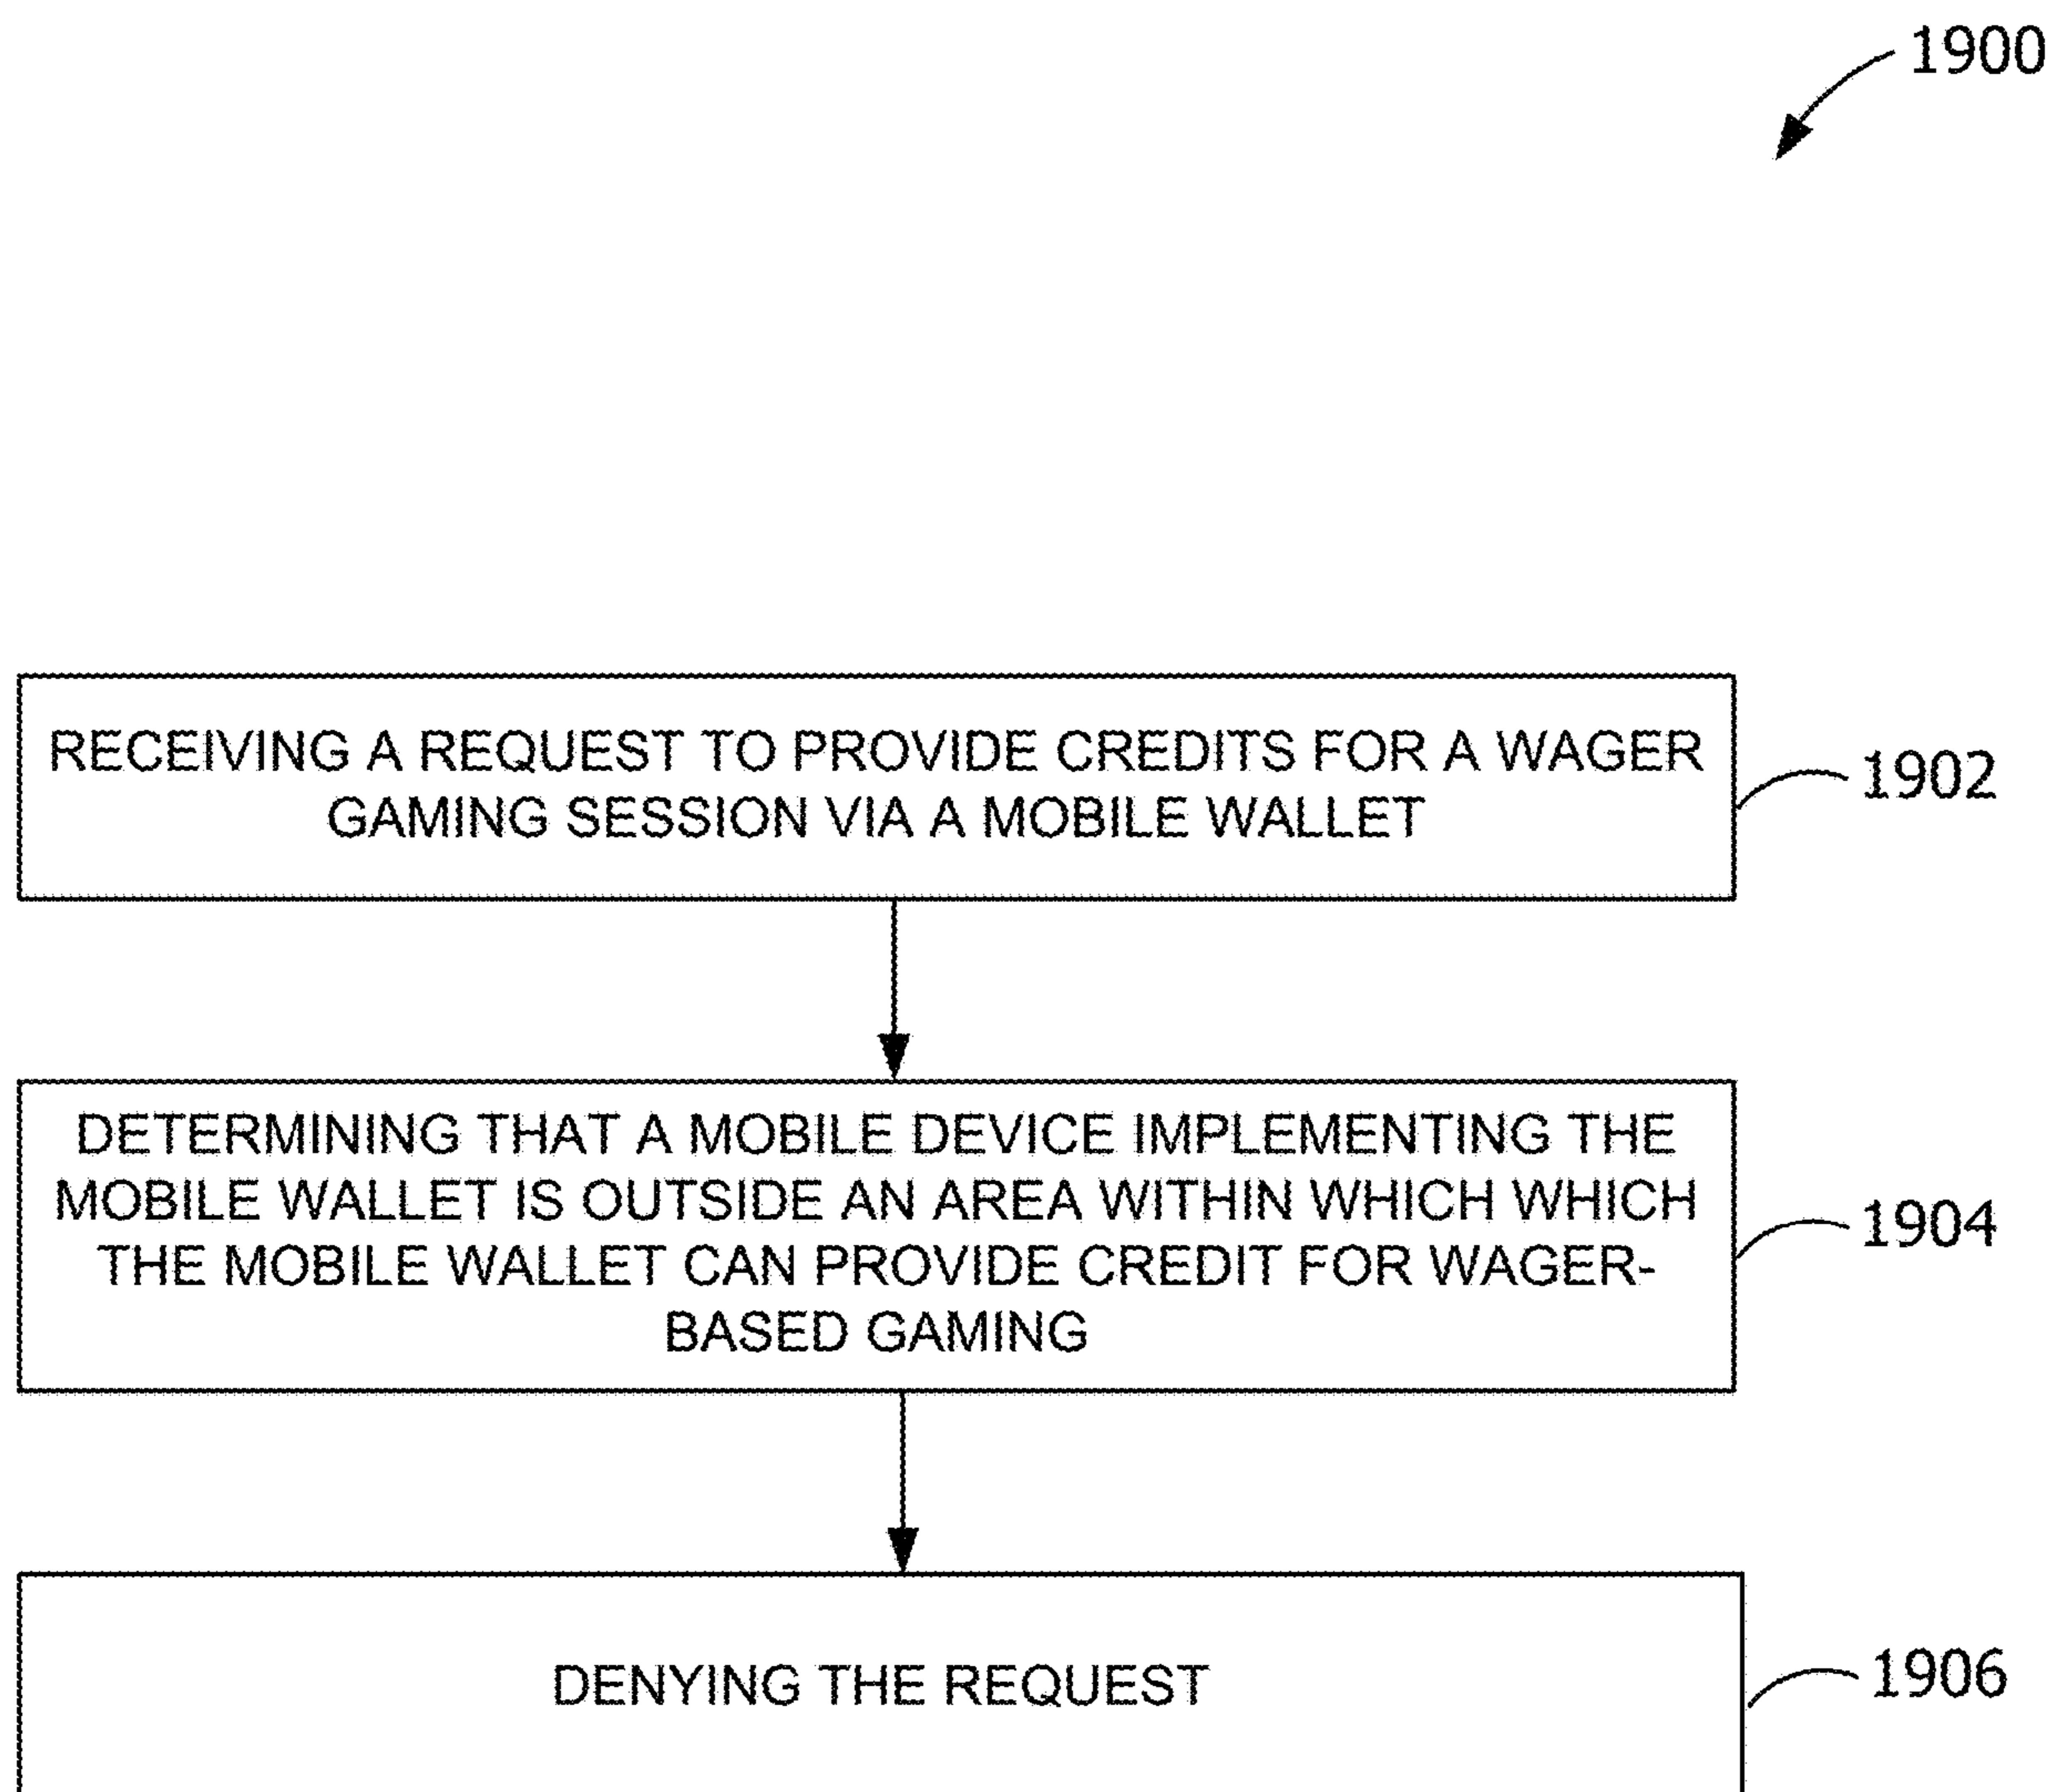 1900
RECEIVING A REQUEST TO PROVIDE CREDITS FOR A WAGER
GAMING SESSION VIA A MOBILE WALLET
1902
DETERMINING THAT A MOBILE DEVICE IMPLEMENTING THE
MOBILE WALLET IS OUTSIDE AN AREA WITHIN WHICH WHICH
THE MOBILE WALLET CAN PROVIDE CREDIT FOR WAGER-
BASED GAMING
1904
DENYING THE REQUEST
1906